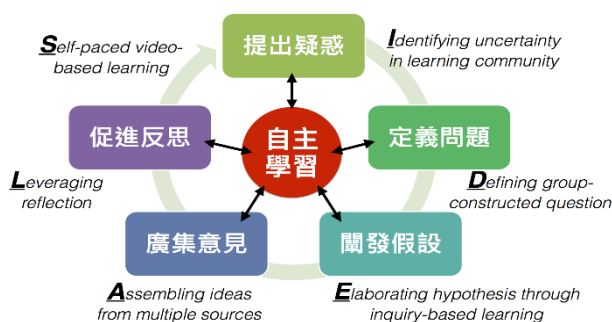 Self-paced video-
based learning
提出疑惑
Identifying uncertainty
in learning community
促進反思
自主
學習
定義問題
Leveraging
reflection
Defining group-
constructed question
廣集意見
闡發假設
Assembling ideas
from multiple sources
Elaborating hypothesis through
inquiry-based learning